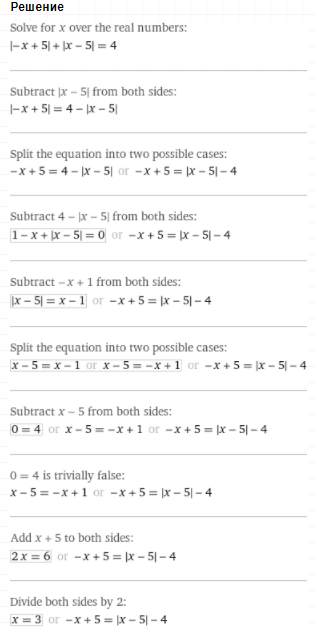 Решение
Solve for x over the real numbers:
|−x + 5| + |x − 5| = 4
Subtract |x − 5| from both sides:
|−x + 5| = 4 − |x − 5|
Split the equation into two possible cases:
−x + 5 = 4 − |x − 5| or −x + 5 = |x − 5| − 4
Subtract 4 − |x − 5| from both sides:
1 − x + |x − 5| = 0 or −x + 5 = |x − 5| − 4
Subtract −x + 1 from both sides:
|x − 5| = x − 1 or −x + 5 = |x − 5| − 4
Split the equation into two possible cases:
x − 5 = x − 1 or x − 5 = −x + 1 or −x + 5 = |x − 5| − 4
Subtract x − 5 from both sides:
0 = 4 or x − 5 = −x + 1 or −x + 5 = |x − 5| − 4
0 = 4 is trivially false:
x − 5 = −x + 1 or −x + 5 = |x − 5| − 4
Add x + 5 to both sides:
2 x = 6 or −x + 5 = |x − 5| − 4
Divide both sides by 2:
x = 3 or −x + 5 = |x − 5| − 4